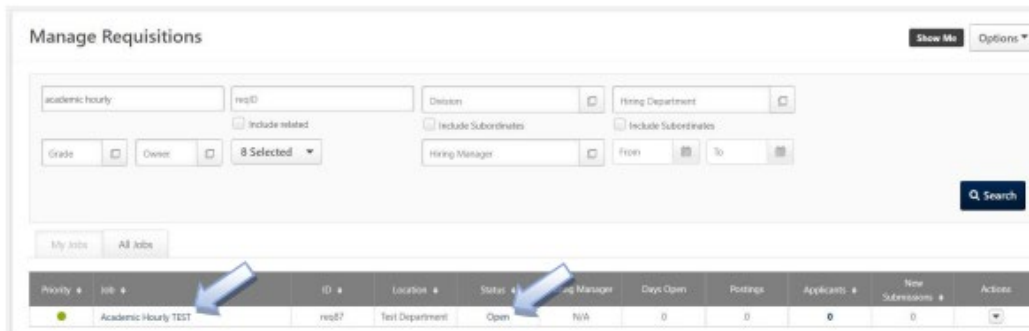 Manage Requisitions
Show Me
Options
academic hourly
reqID
Division
Hiring Department
Include related
Include Subordinates
Include Subordinates
Grade
Owner
8 Selected
Hiring Manager
From
To
Search
My Jobs
All Jobs
Priority Job ID Location Status Manager Days Open Postings Applicants New Submissions Actions
Academic Hourly TEST req87 Test Department Open N/A 0 0 0 0